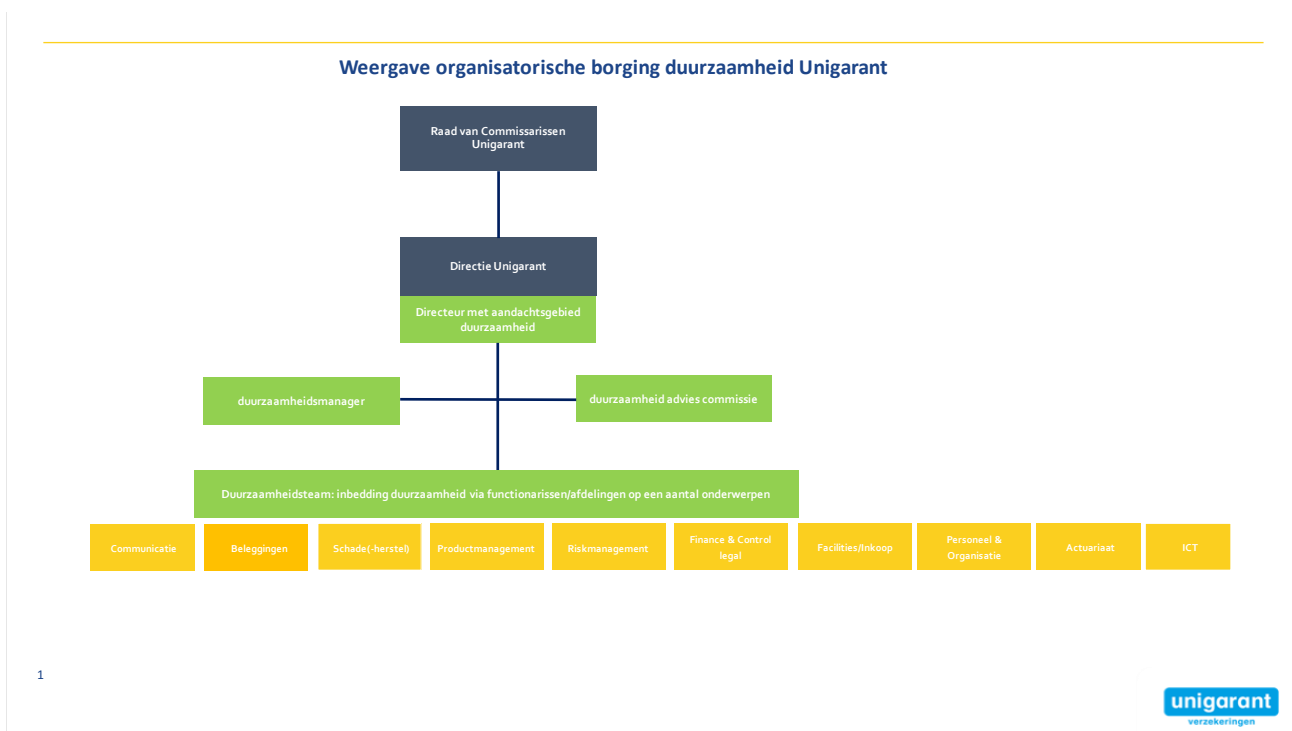 Weergave organisatorische borging duurzaamheid Unigarant
Raad van Commissarissen
Unigarant
Directie Unigarant
Directeur met aandachtsgebied
duurzaamheid
duurzaamheidsmanager
duurzaamheid advies commissie
Duurzaamheidsteam: inbedding duurzaamheid via functionarissen/afdelingen op een aantal onderwerpen
Communicatie
Beleggingen
Schade(-herstel)
Productmanagement
Riskmanagement
Finance & Control
legal
Facilities/Inkoop
Personeel &
Organisatie
Actuariaat
ICT
1
unigarant
verzekeringen